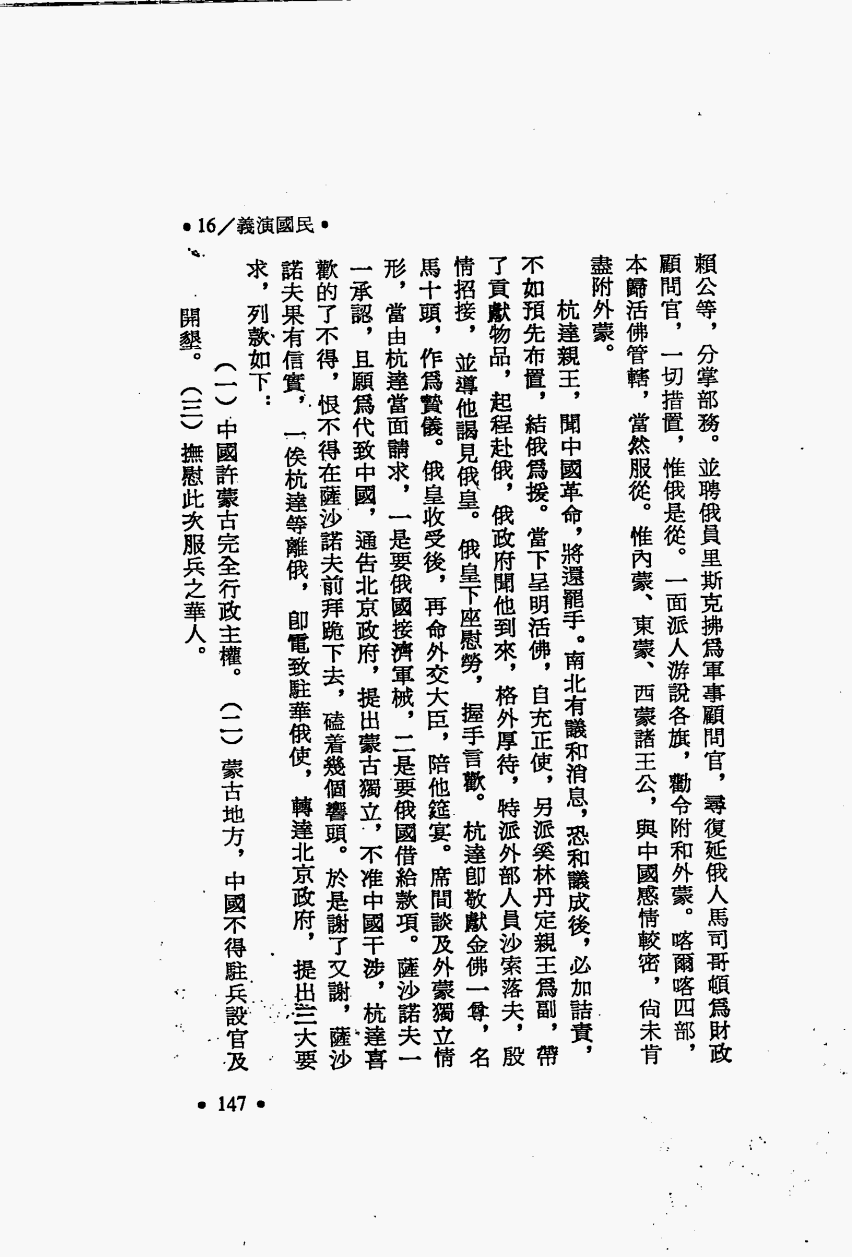 •16／義演國民•
賴公等，分掌部務。並聘俄員里斯克拂爲軍事顧問官，尋復延俄人馬司哥頓爲財政
顧問官，一切措置，惟俄是從。一面派人游說各旗，勸令附和外蒙。喀爾喀四部，
本歸活佛管轄，當然服從。惟內蒙、東蒙、西蒙諸王公，與中國感情較密，尙未肯
盡附外蒙。
杭達親王，聞中國革命，將還罷手。南北有議和消息，恐和議成後，必加詰責，
不如預先布置，結俄爲援。當下呈明活佛，自充正使，另派奚林丹定親王爲副，帶
了貢獻物品，起程赴俄，俄政府聞他到來，格外厚待，特派外部人員沙索落夫，殷
情招接，並導他謁見俄皇。俄皇下座慰勞，握手言歡。杭達卽敬獻金佛一尊，名
馬十頭，作爲贄儀。俄皇收受後，再命外交大臣，陪他筵宴。席間談及外蒙獨立情
形，當由杭達當面請求，一是要俄國接濟軍械，二是要俄國借給款項。薩沙諾夫一
一承認，且願爲代致中國，通告北京政府，提出蒙古獨立，不准中國干涉，杭達喜
歡的了不得，恨不得在薩沙諾夫前拜跪下去，磕着幾個響頭。於是謝了又謝，薩沙
諾夫果有信實，一俟杭達等離俄，卽電致駐華俄使，轉達北京政府，提出三大要
求，列款如下：
（一）中國許蒙古完全行政主權。（二）蒙古地方，中國不得駐兵設官及
開墾。（三）撫慰此次服兵之華人。
•147•